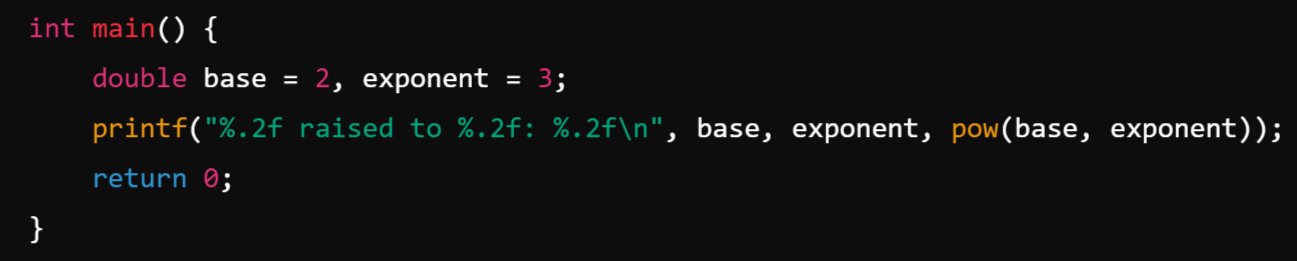 int main() {
    double base = 2, exponent = 3;
    printf("%.2f raised to %.2f: %.2f\n", base, exponent, pow(base, exponent));
    return 0;
}